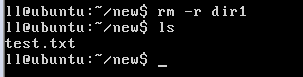 ll@ubuntu:~/new$ rm -r dir1
ll@ubuntu:~/new$ ls
test.txt
ll@ubuntu:~/new$ _